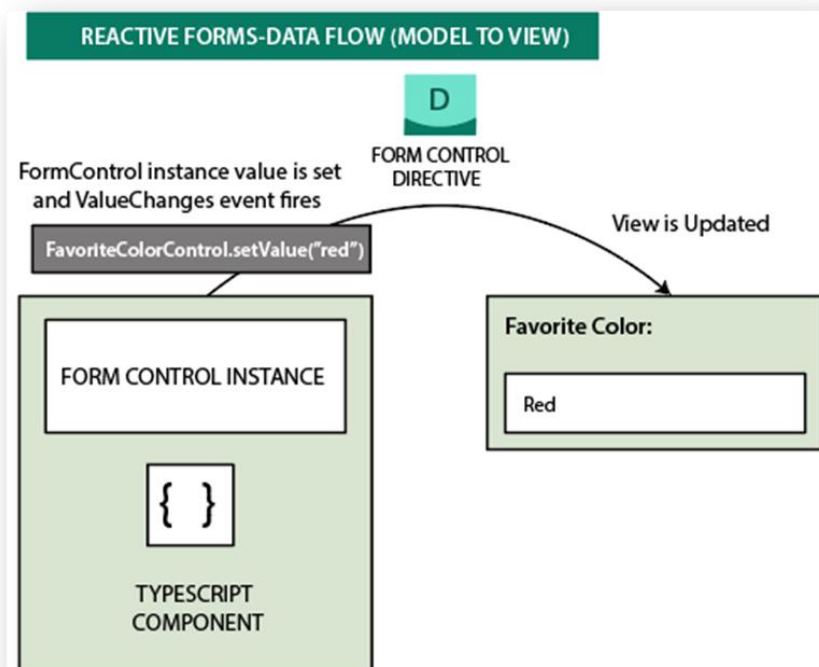 REACTIVE FORMS-DATA FLOW (MODEL TO VIEW)
D
FORM CONTROL
DIRECTIVE
FormControl instance value is set
and ValueChanges event fires
FavoriteColorControl.setValue("red")
View is Updated
FORM CONTROL INSTANCE
{ }
TYPESCRIPT
COMPONENT
Favorite Color:
Red